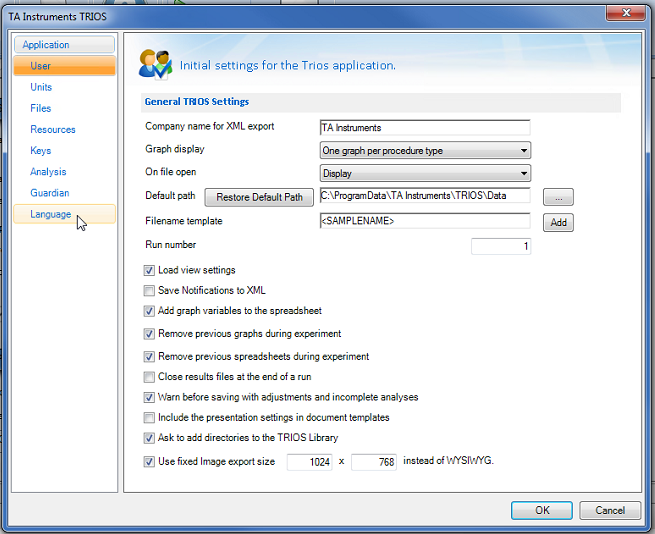 TA Instruments TRIOS
Application
User
Units
Files
Resources
Keys
Analysis
Guardian
Language
Initial settings for the Trios application.
General TRIOS Settings
Company name for XML export TA Instruments
Graph display One graph per procedure type
On file open Display
Default path Restore Default Path C:\ProgramData\TA Instruments\TRIOS\Data ...
Filename template <SAMPLENAME> Add
Run number 1
Load view settings
Save Notifications to XML
Add graph variables to the spreadsheet
Remove previous graphs during experiment
Remove previous spreadsheets during experiment
Close results files at the end of a run
Warn before saving with adjustments and incomplete analyses
Include the presentation settings in document templates
Ask to add directories to the TRIOS Library
Use fixed Image export size 1024 x 768 instead of WYSIWYG.
OK Cancel